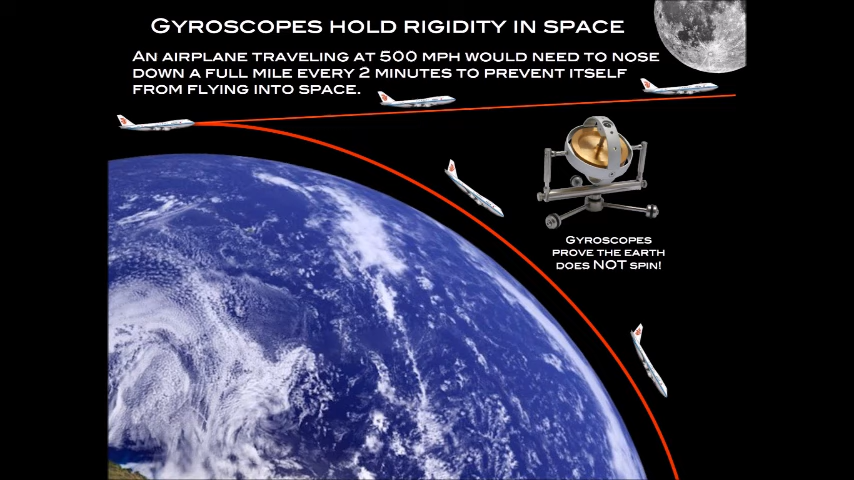 Gyroscopes hold rigidity in space
An airplane traveling at 500 mph would need to nose
down a full mile every 2 minutes to prevent itself
from flying into space.
Gyroscopes
prove the earth
does NOT spin!